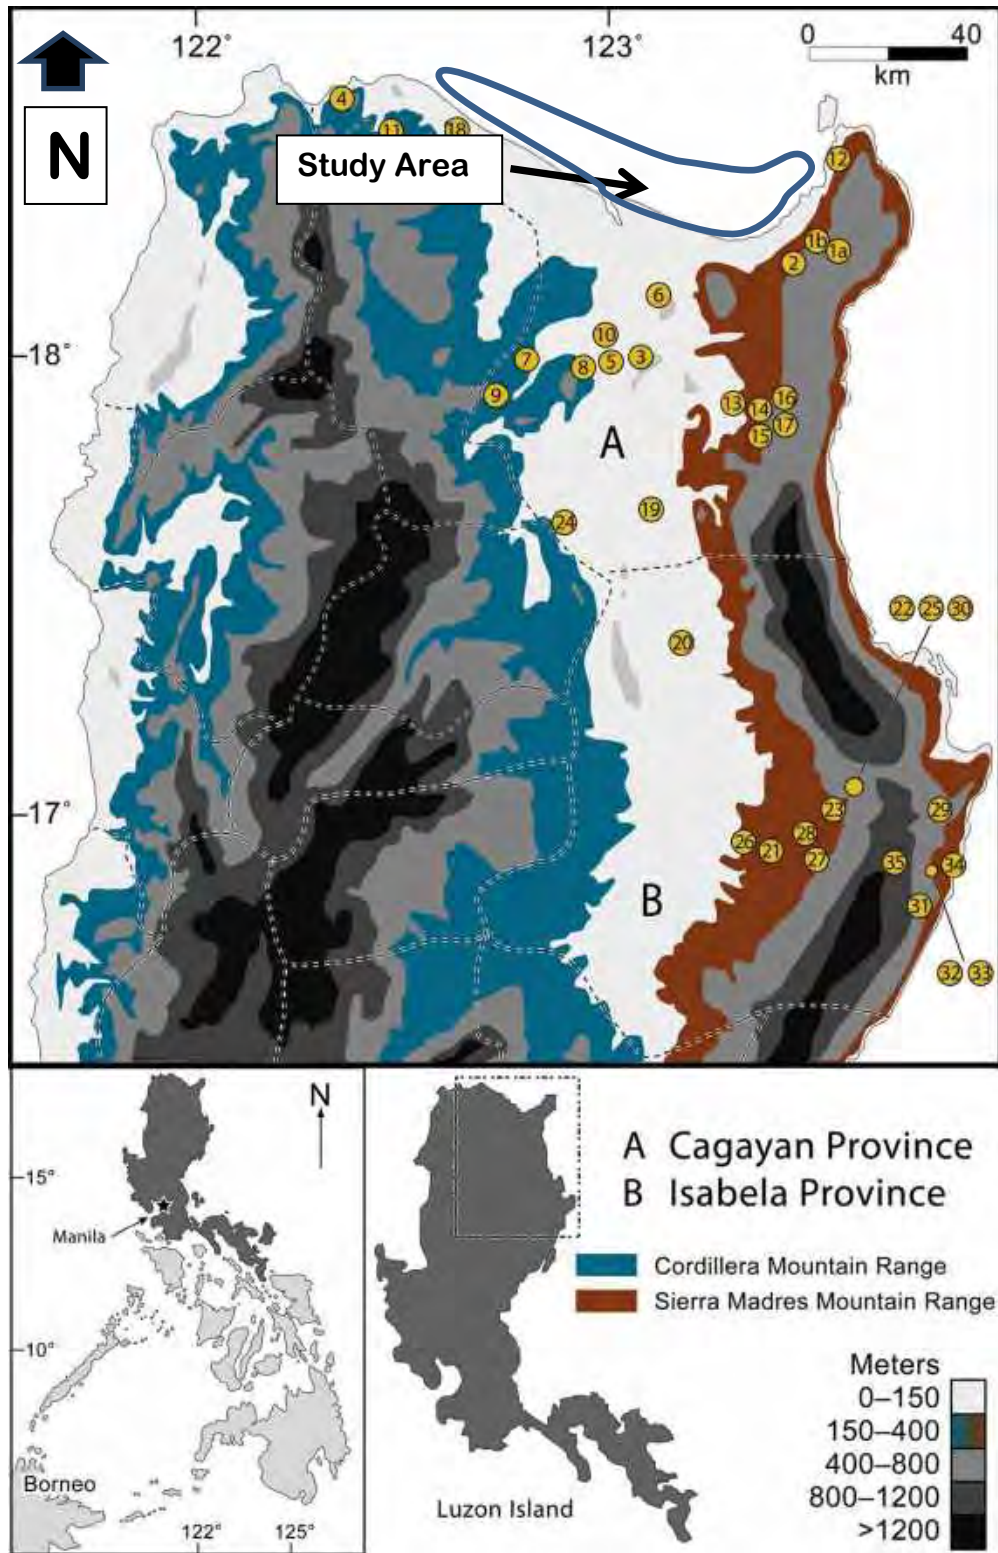 122°
123°
0 40
km
N
Study Area
4
11
18
12
1b
1a
2
6
18°
10
7
8
5
3
9
13
14
16
15
17
A
19
24
22 25 30
20
17°
23
29
26
21
28
27
35
34
B
31
32 33
N
15°
Manila
10°
Borneo
122° 125°
A Cagayan Province
B Isabela Province
Cordillera Mountain Range
Sierra Madres Mountain Range
Luzon Island
Meters
0–150
150–400
400–800
800–1200
>1200